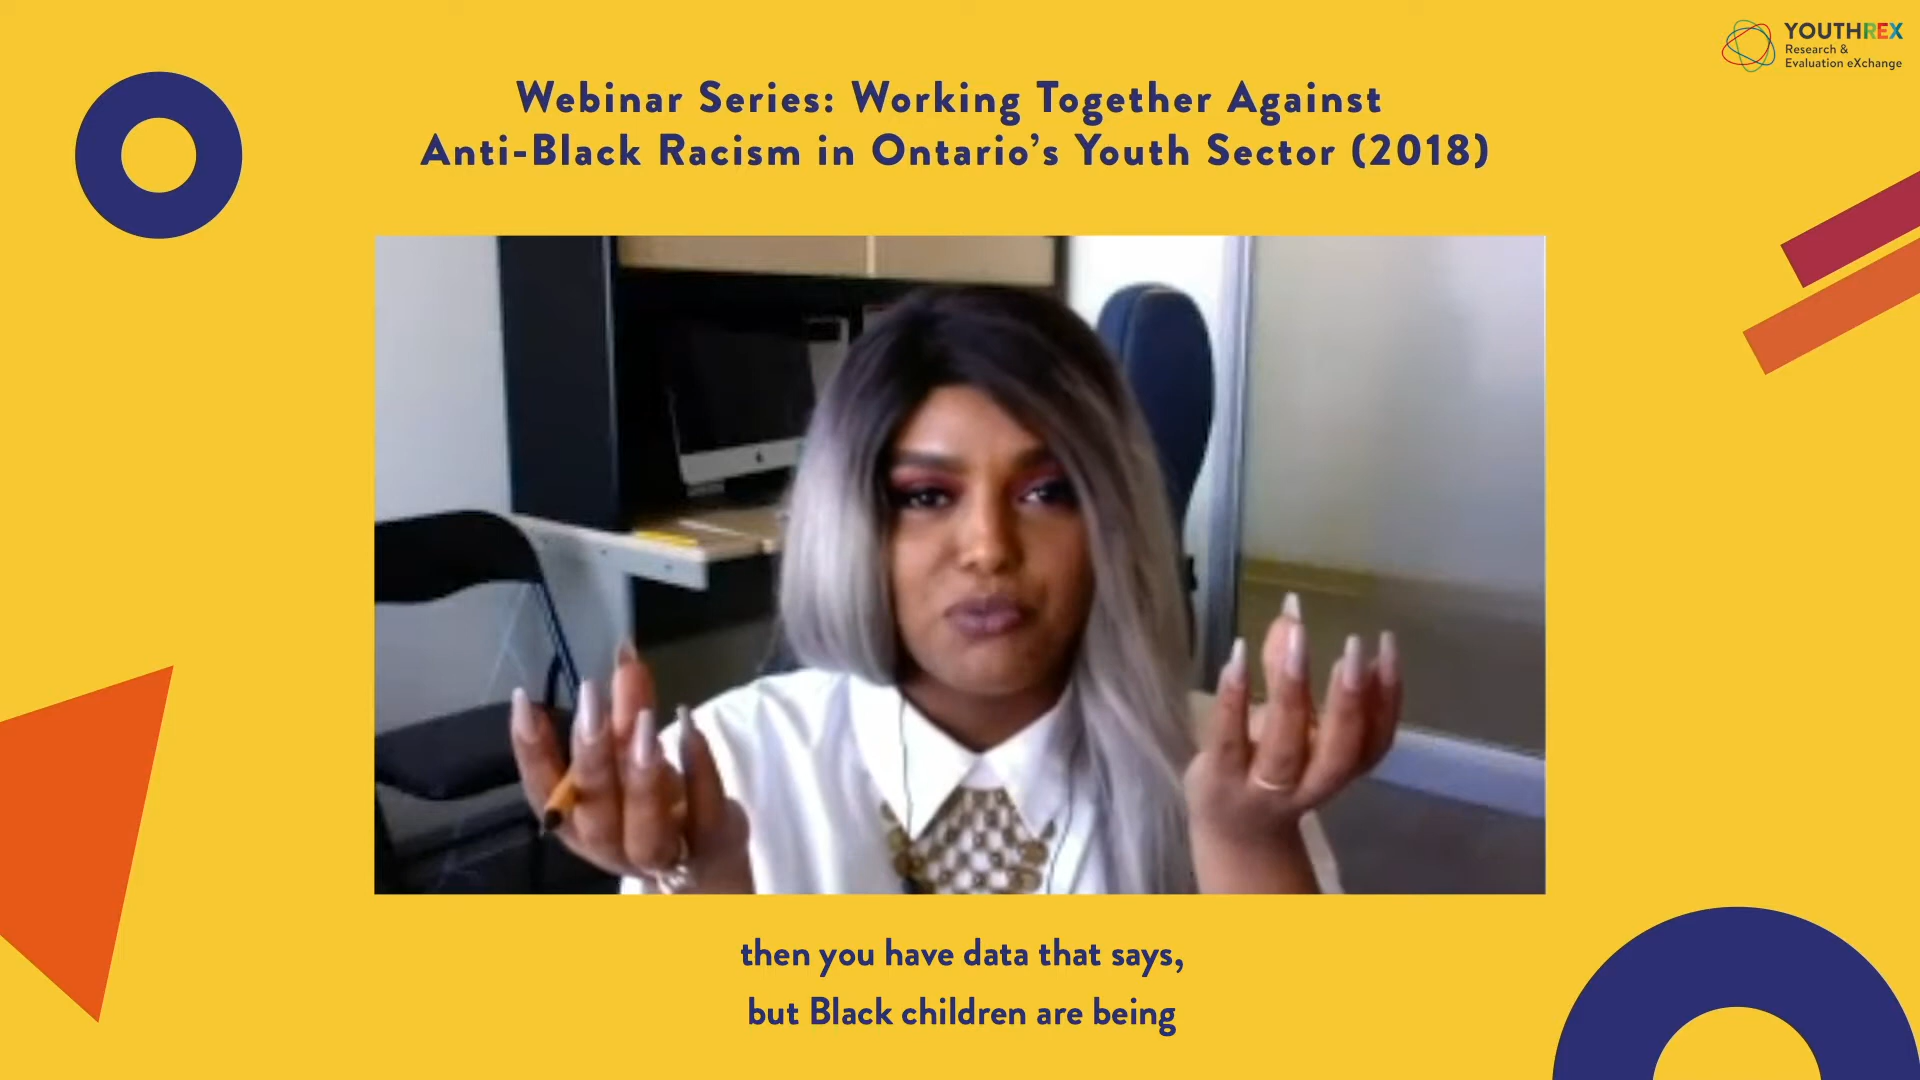 YOUTHREX
Research &
Evaluation eXchange
Webinar Series: Working Together Against
Anti-Black Racism in Ontario’s Youth Sector (2018)
then you have data that says,
but Black children are being